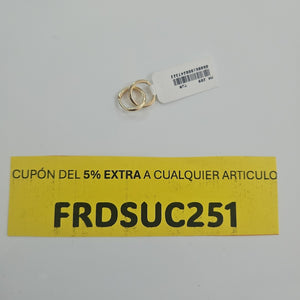 CUPÓN DEL 5% EXTRA A CUALQUIER ARTICULO
FRDSUC251